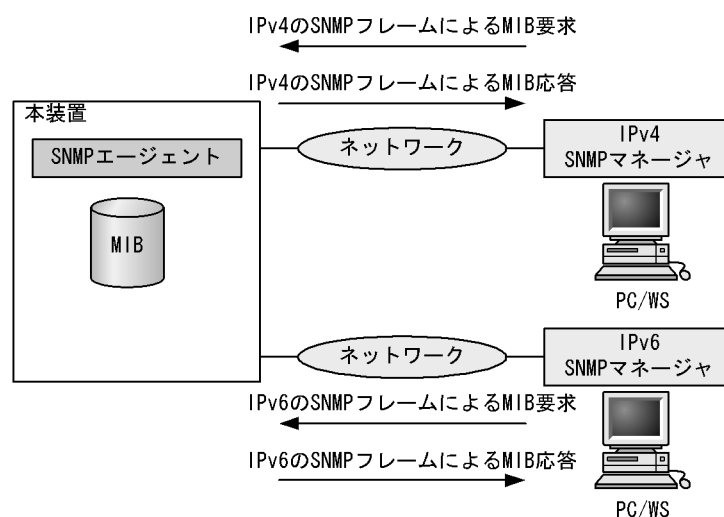 IPv4のSNMPフレームによるMIB要求
IPv4のSNMPフレームによるMIB応答
本装置
SNMPエージェント
MIB
ネットワーク
IPv4
SNMPマネージャ
PC/WS
ネットワーク
IPv6
SNMPマネージャ
IPv6のSNMPフレームによるMIB要求
IPv6のSNMPフレームによるMIB応答
PC/WS